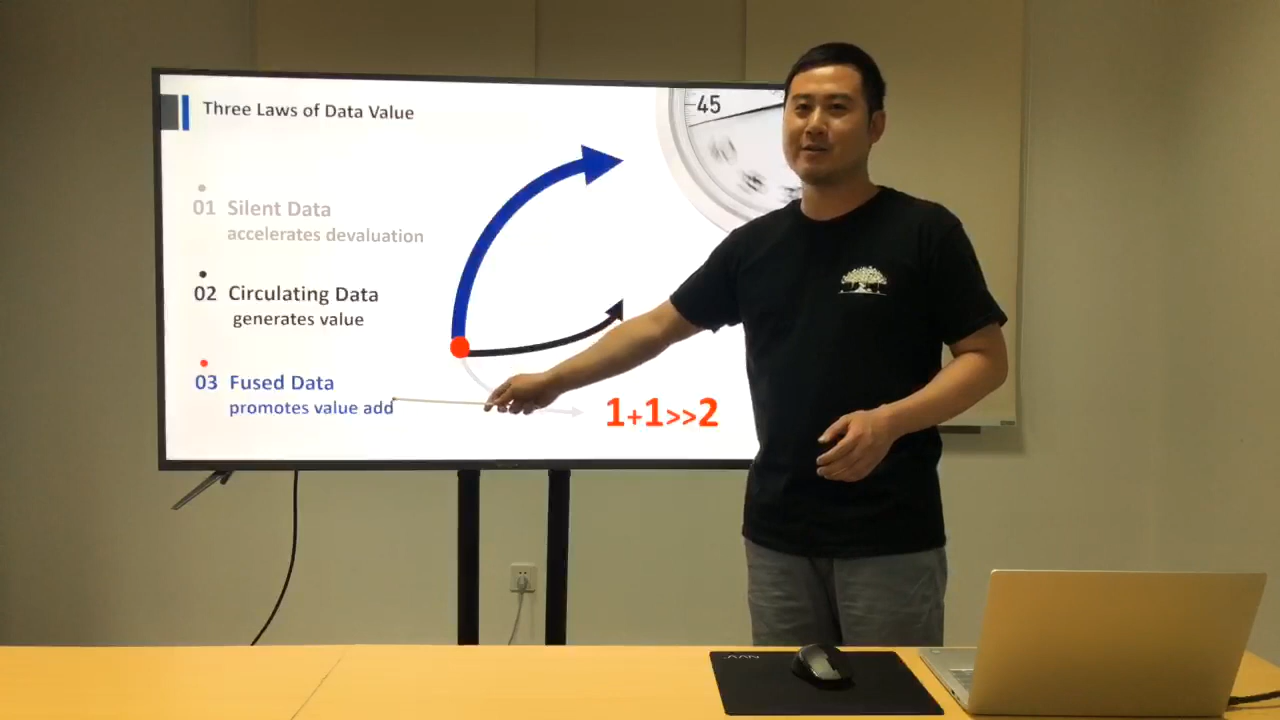 Three Laws of Data Value
45
01 Silent Data
accelerates devaluation
02 Circulating Data
generates value
03 Fused Data
promotes value add
1+1>>2